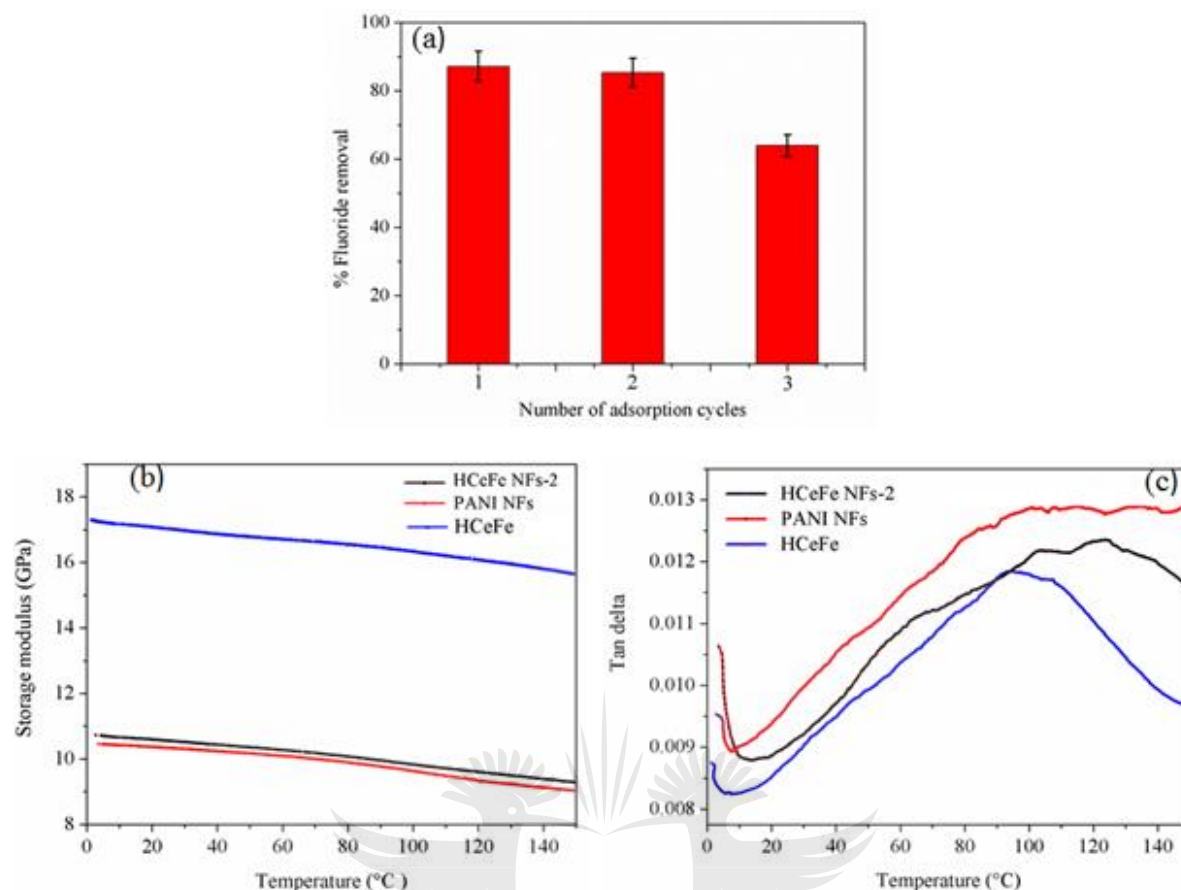 (a)
% Fluoride removal
100
80
60
40
20
0
1 2 3
Number of adsorption cycles
(b)
HCeFe NFs-2
PANI NFs
HCeFe
Storage modulus (GPa)
18
16
14
12
10
8
0 20 40 60 80 100 120 140
Temperature (°C )
(c)
HCeFe NFs-2
PANI NFs
HCeFe
Tan delta
0.013
0.012
0.011
0.010
0.009
0.008
0 20 40 60 80 100 120 140
Temperature (°C)